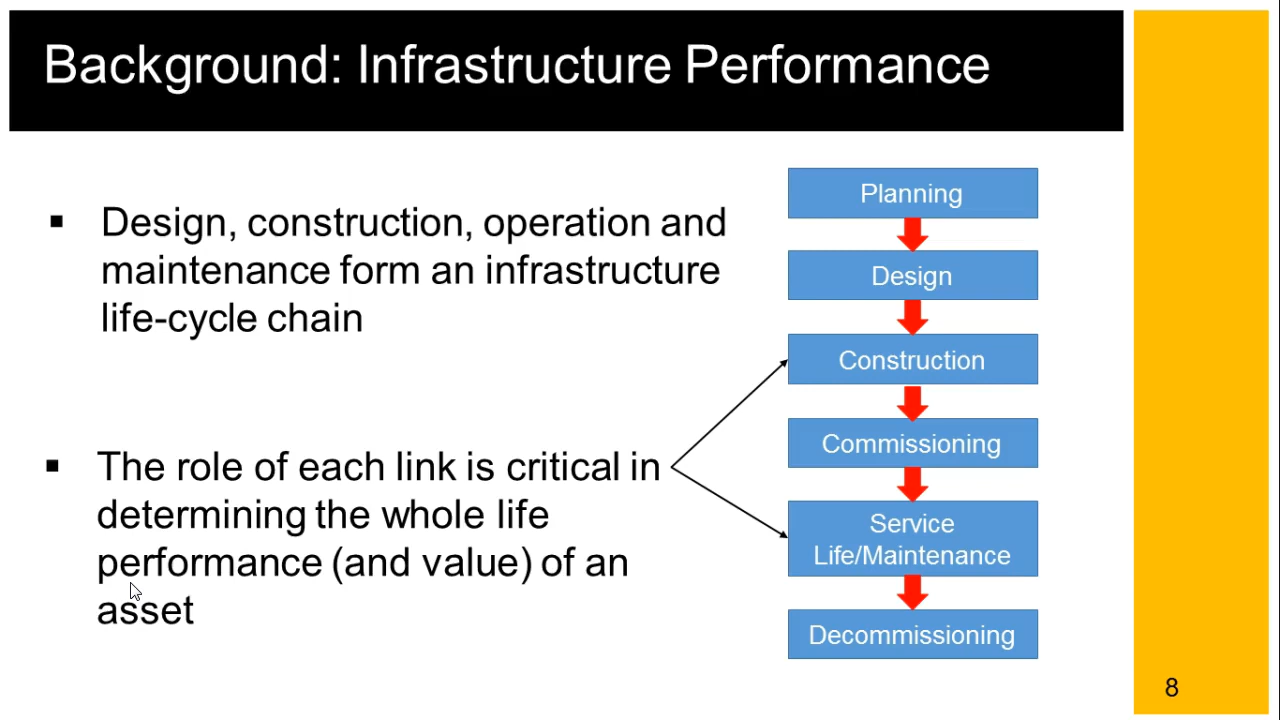 Background: Infrastructure Performance
▪ Design, construction, operation and
maintenance form an infrastructure
life-cycle chain
▪ The role of each link is critical in
determining the whole life
performance (and value) of an
asset
Planning
Design
Construction
Commissioning
Service
Life/Maintenance
Decommissioning
8